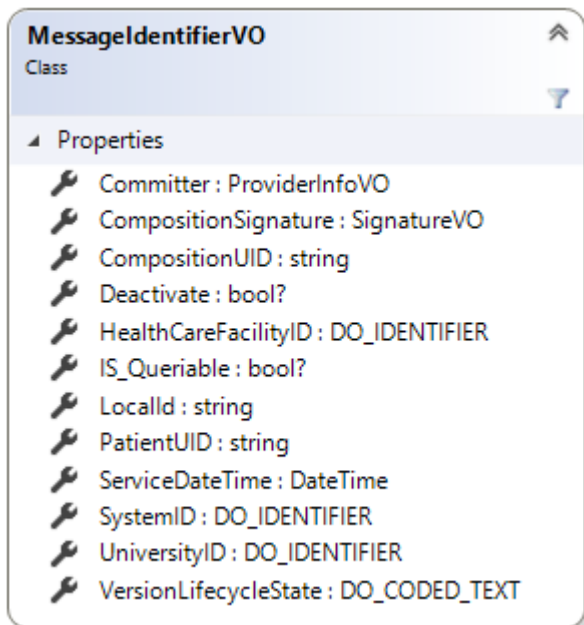 MessageIdentifierVO
Class
Properties
Committer : ProviderInfoVO
CompositionSignature : SignatureVO
CompositionUID : string
Deactivate : bool?
HealthCareFacilityID : DO_IDENTIFIER
IS_Queriable : bool?
LocalId : string
PatientUID : string
ServiceDateTime : DateTime
SystemID : DO_IDENTIFIER
UniversityID : DO_IDENTIFIER
VersionLifecycleState : DO_CODED_TEXT